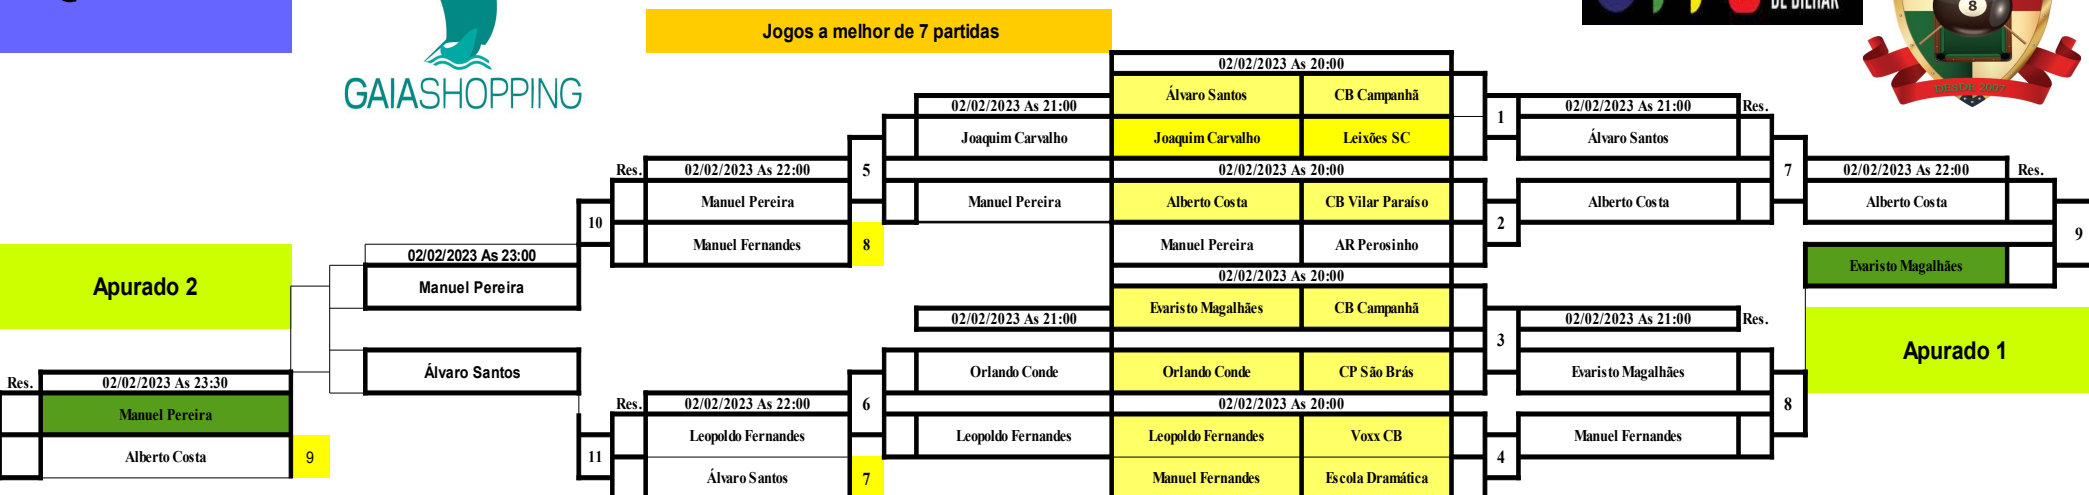 DE BILHAR
8
Jogos a melhor de 7 partidas
GAIASHOPPING
DESDE 2007
02/02/2023 As 20:00
02/02/2023 As 21:00 Álvaro Santos CB Campanhã 1 02/02/2023 As 21:00 Res.
Joaquim Carvalho Joaquim Carvalho Leixões SC Álvaro Santos
Res. 02/02/2023 As 22:00 5 02/02/2023 As 20:00 7 02/02/2023 As 22:00 Res.
Manuel Pereira Manuel Pereira Alberto Costa CB Vilar Paraíso 2 Alberto Costa Alberto Costa
10 Manuel Fernandes 8 Manuel Pereira AR Perosinho 9
02/02/2023 As 23:00 Evaristo Magalhães
Apurado 2 Manuel Pereira 02/02/2023 As 20:00
02/02/2023 As 21:00 Evaristo Magalhães CB Campanhã 3 02/02/2023 As 21:00 Res.
Apurado 1
Álvaro Santos Orlando Conde Orlando Conde CP São Brás Evaristo Magalhães
Res. 02/02/2023 As 23:30
Res. 02/02/2023 As 22:00 6 02/02/2023 As 20:00 8
Manuel Pereira
Leopoldo Fernandes Leopoldo Fernandes Leopoldo Fernandes Voxx CB Manuel Fernandes
Alberto Costa 9 11 4
Álvaro Santos 7 Manuel Fernandes Escola Dramática